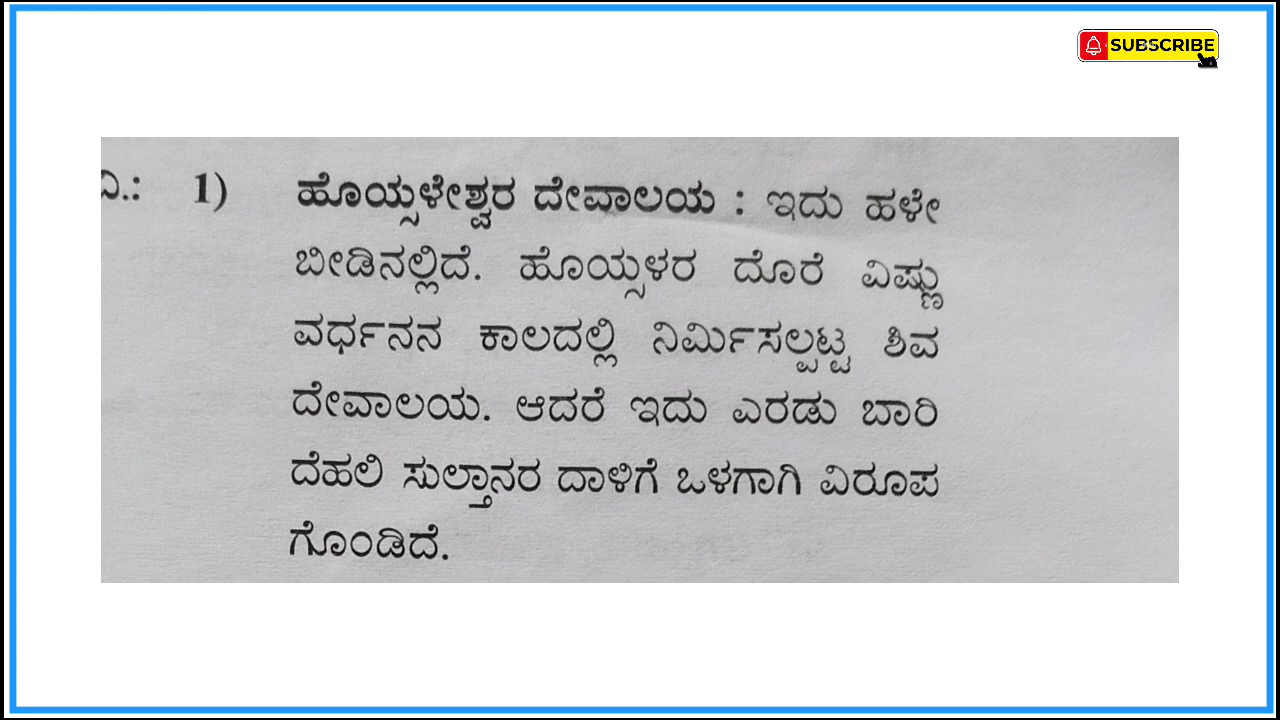 SUBSCRIBE
ವಿ.: 1) ಹೊಯ್ಸಳೇಶ್ವರ ದೇವಾಲಯ : ಇದು ಹಳೇ
ಬೀಡಿನಲ್ಲಿದೆ. ಹೊಯ್ಸಳರ ದೊರೆ ವಿಷ್ಣು
ವರ್ಧನನ ಕಾಲದಲ್ಲಿ ನಿರ್ಮಿಸಲ್ಪಟ್ಟ ಶಿವ
ದೇವಾಲಯ. ಆದರೆ ಇದು ಎರಡು ಬಾರಿ
ದೆಹಲಿ ಸುಲ್ತಾನರ ದಾಳಿಗೆ ಒಳಗಾಗಿ ವಿರೂಪ
ಗೊಂಡಿದೆ.